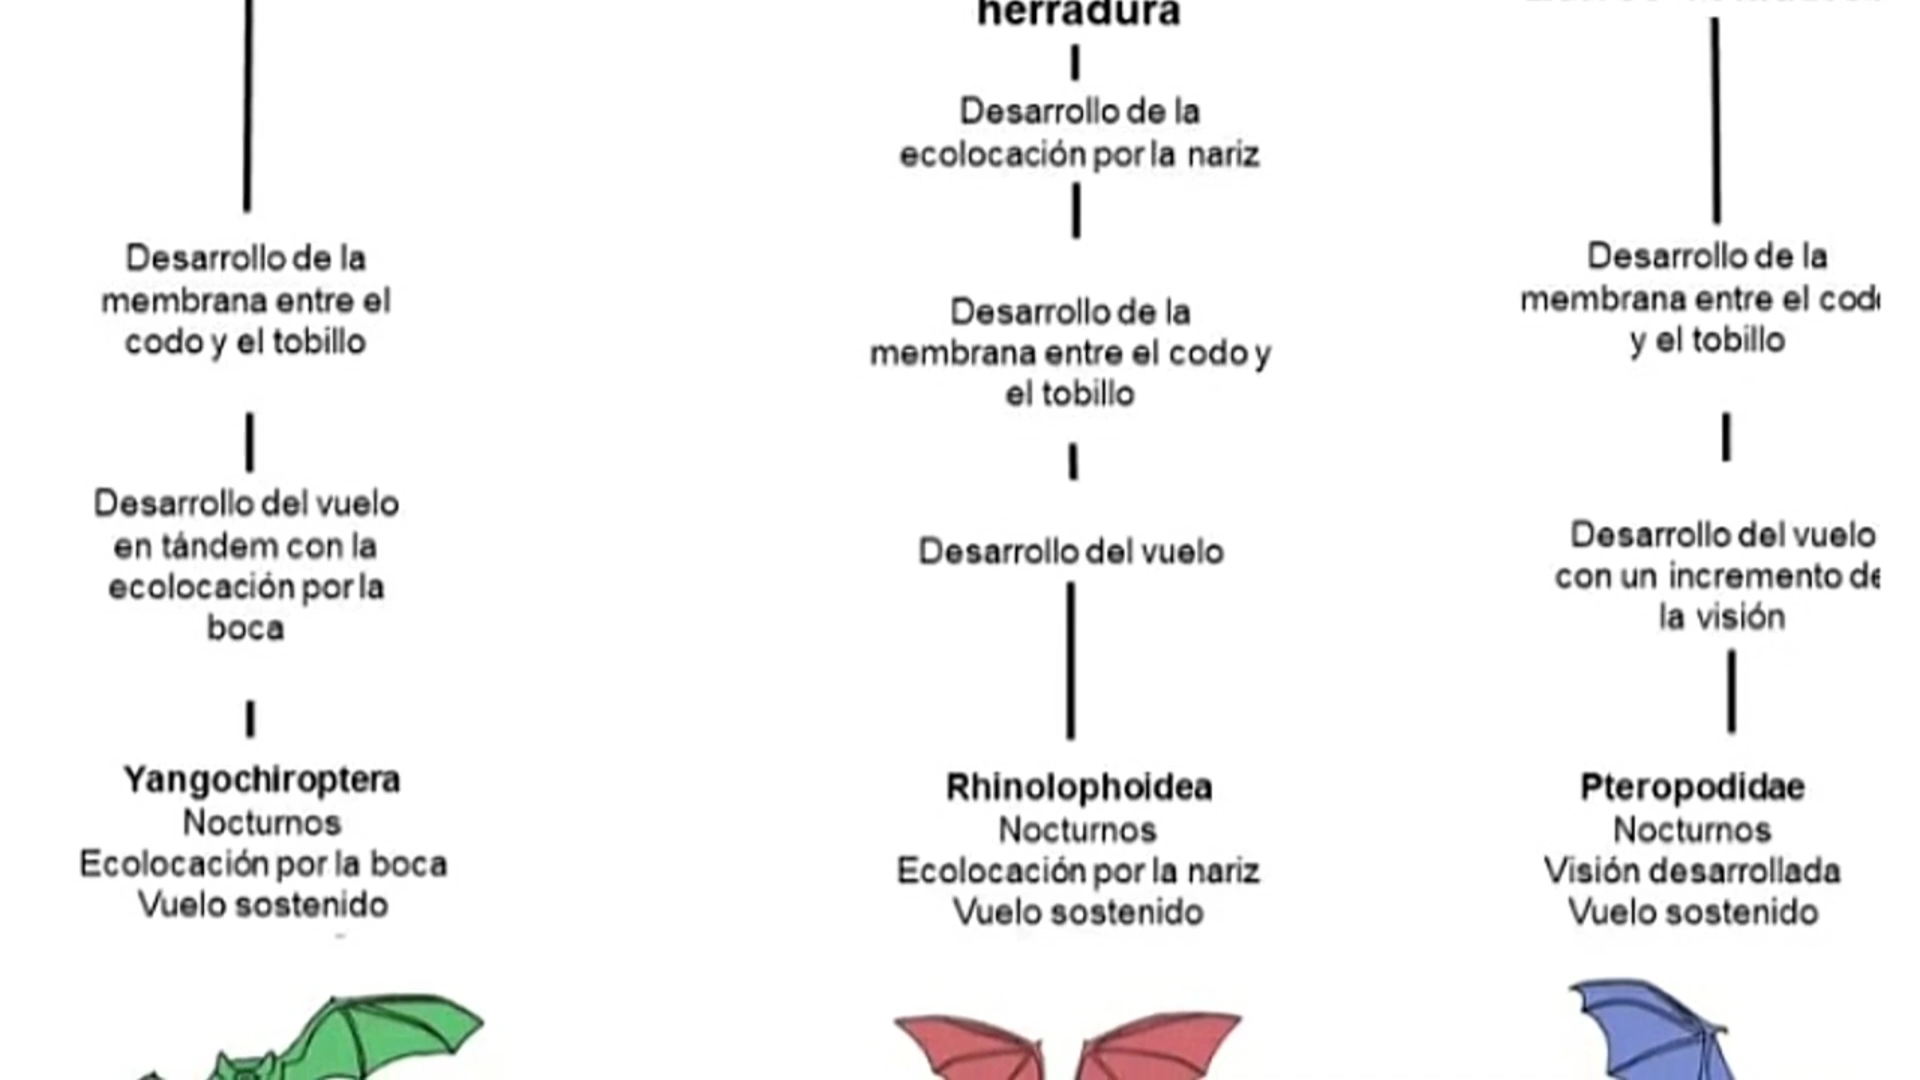 herradura
Desarrollo de la
ecolocación por la nariz
Desarrollo de la
membrana entre el
codo y el tobillo
Desarrollo de la
membrana entre el codo y
el tobillo
Desarrollo de la
membrana entre el cod
y el tobillo
Desarrollo del vuelo
en tándem con la
ecolocación por la
boca
Desarrollo del vuelo
Desarrollo del vuelo
con un incremento de
la visión
Yangochiroptera
Nocturnos
Ecolocación por la boca
Vuelo sostenido
Rhinolophoidea
Nocturnos
Ecolocación por la nariz
Vuelo sostenido
Pteropodidae
Nocturnos
Visión desarrollada
Vuelo sostenido